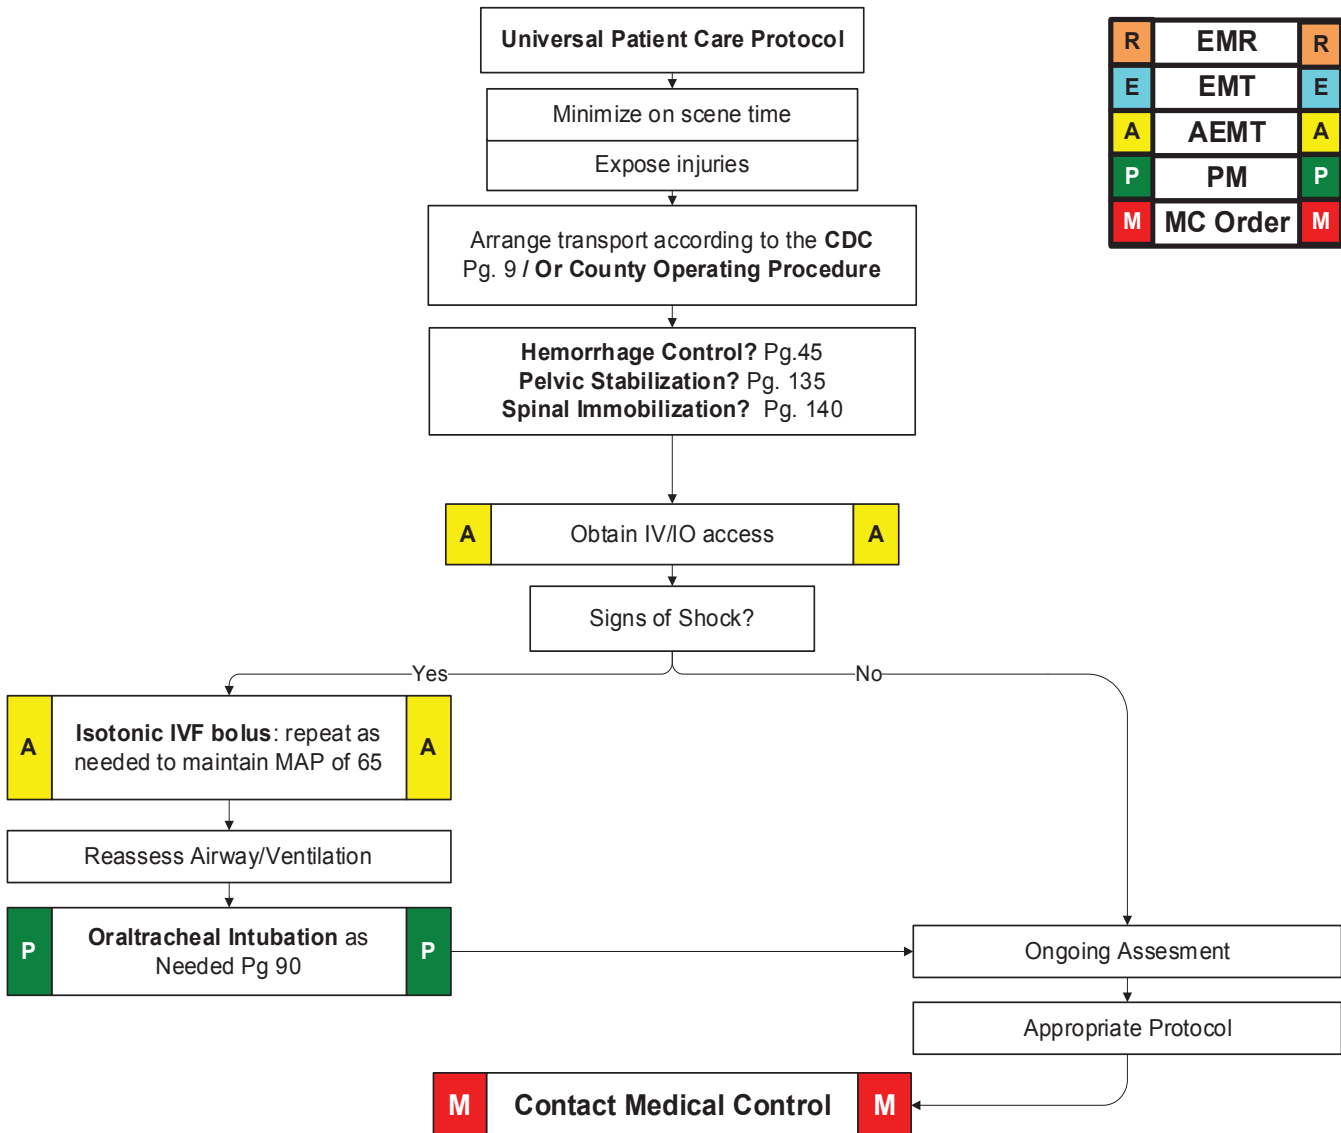 Universal Patient Care Protocol
Minimize on scene time
Expose injuries
Arrange transport according to the CDC
Pg. 9 / Or County Operating Procedure
Hemorrhage Control? Pg.45
Pelvic Stabilization? Pg. 135
Spinal Immobilization? Pg. 140
A Obtain IV/IO access A
Signs of Shock?
Yes
No
A Isotonic IVF bolus: repeat as A
needed to maintain MAP of 65
Reassess Airway/Ventilation
P Oraltracheal Intubation as P
Needed Pg 90
Ongoing Assesment
Appropriate Protocol
M Contact Medical Control M
R EMR R
E EMT E
A AEMT A
P PM P
M MC Order M